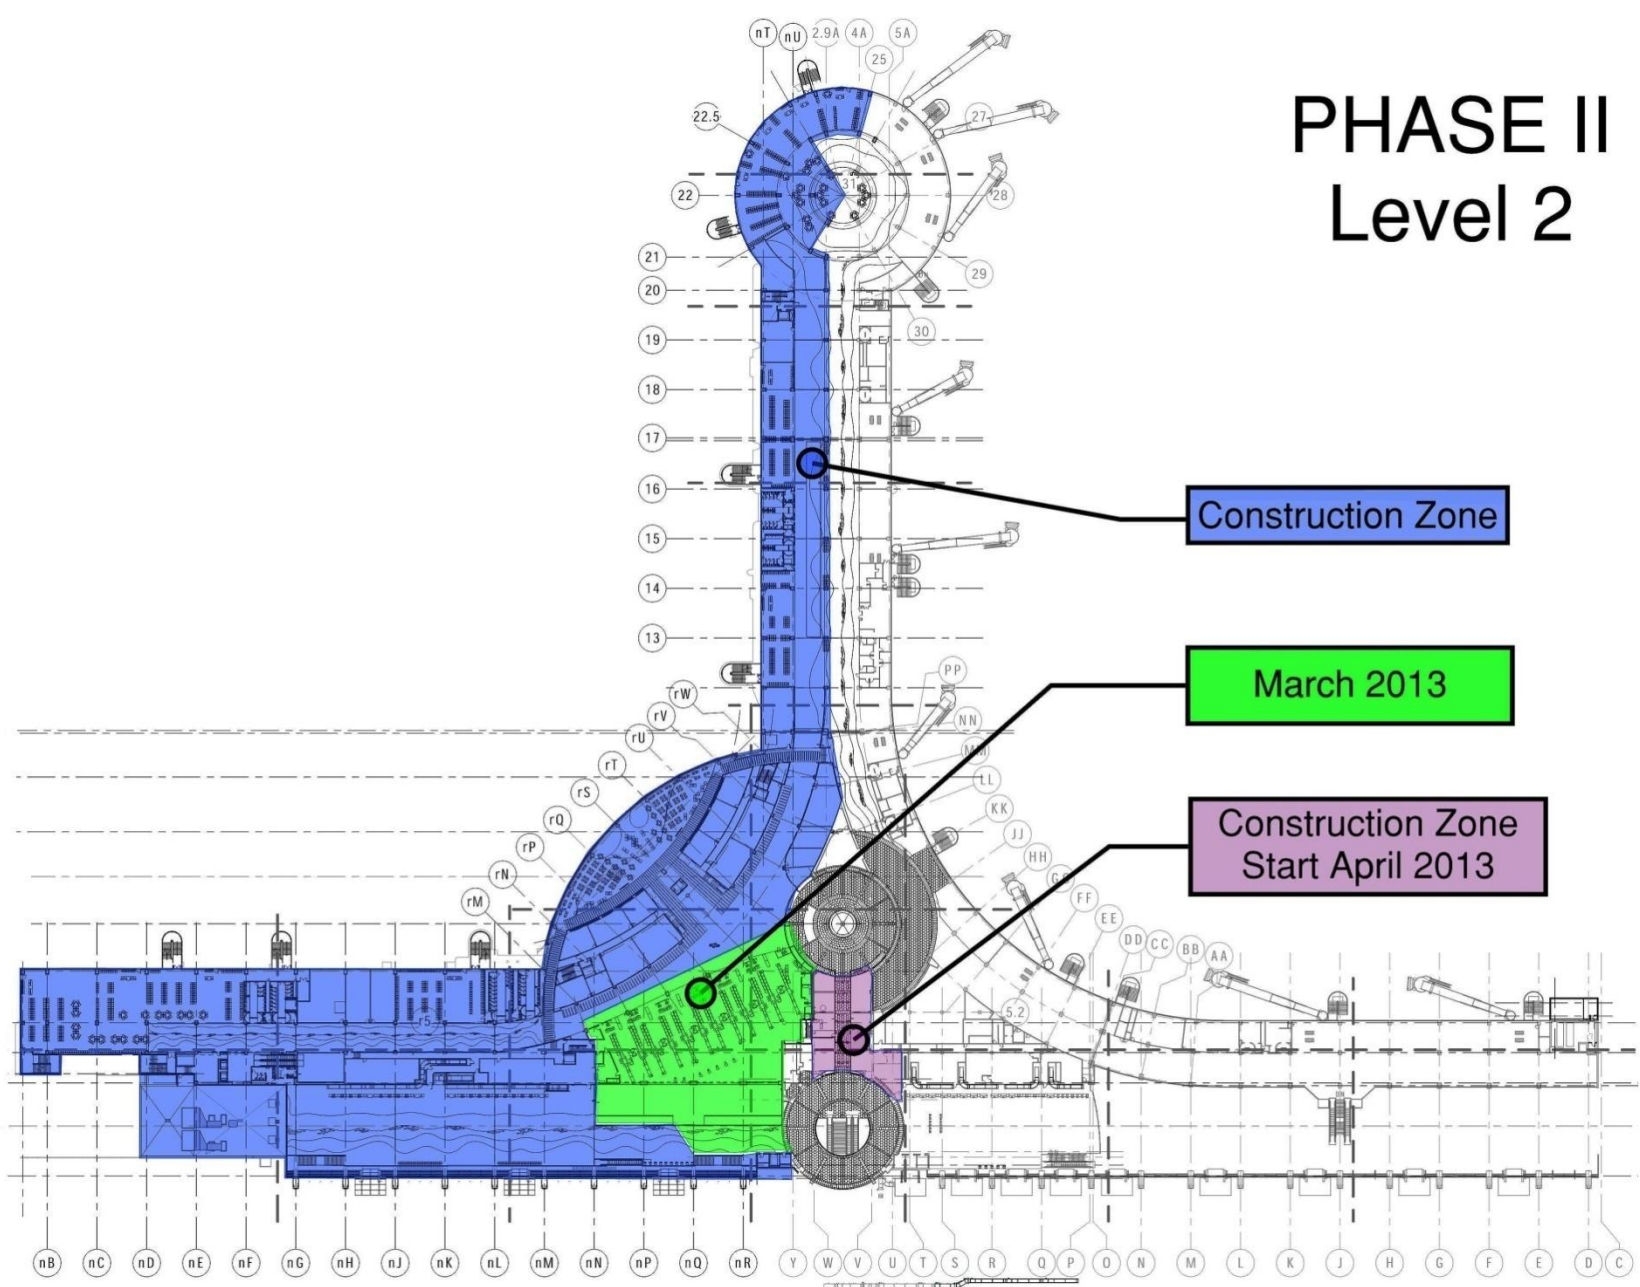 nT nU 2.9A 4A 5A
25
PHASE II
Level 2
22.5
27
22
31
28
21
29
20
30
19
18
17
16
Construction Zone
15
14
13
March 2013
PP
rW
rV
NN
rU
MM
rT
LL
rS
KK
Construction Zone
Start April 2013
rQ
JJ
rP
HH
rN
FF
rM
EE
DD
CC
BB
AA
5.2
r5
nB nC nD nE nF nG nH nJ nK nL nM nN nP nQ nR Y W V U T S R Q P O N M L K J H G F E D C